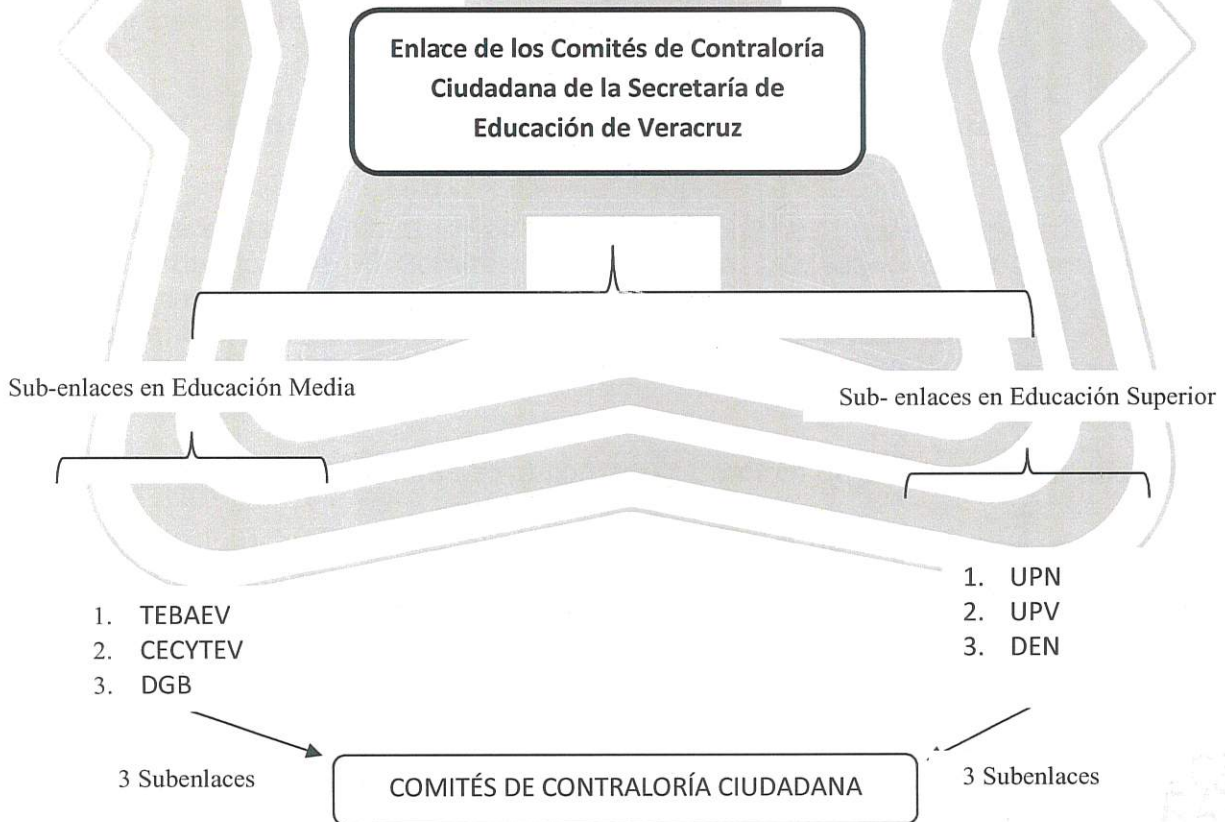 Enlace de los Comités de Contraloría
Ciudadana de la Secretaría de
Educación de Veracruz
Sub-enlaces en Educación Media
Sub- enlaces en Educación Superior
1. TEBAEV
2. CECYTEV
3. DGB
1. UPN
2. UPV
3. DEN
3 Subenlaces
COMITÉS DE CONTRALORÍA CIUDADANA
3 Subenlaces